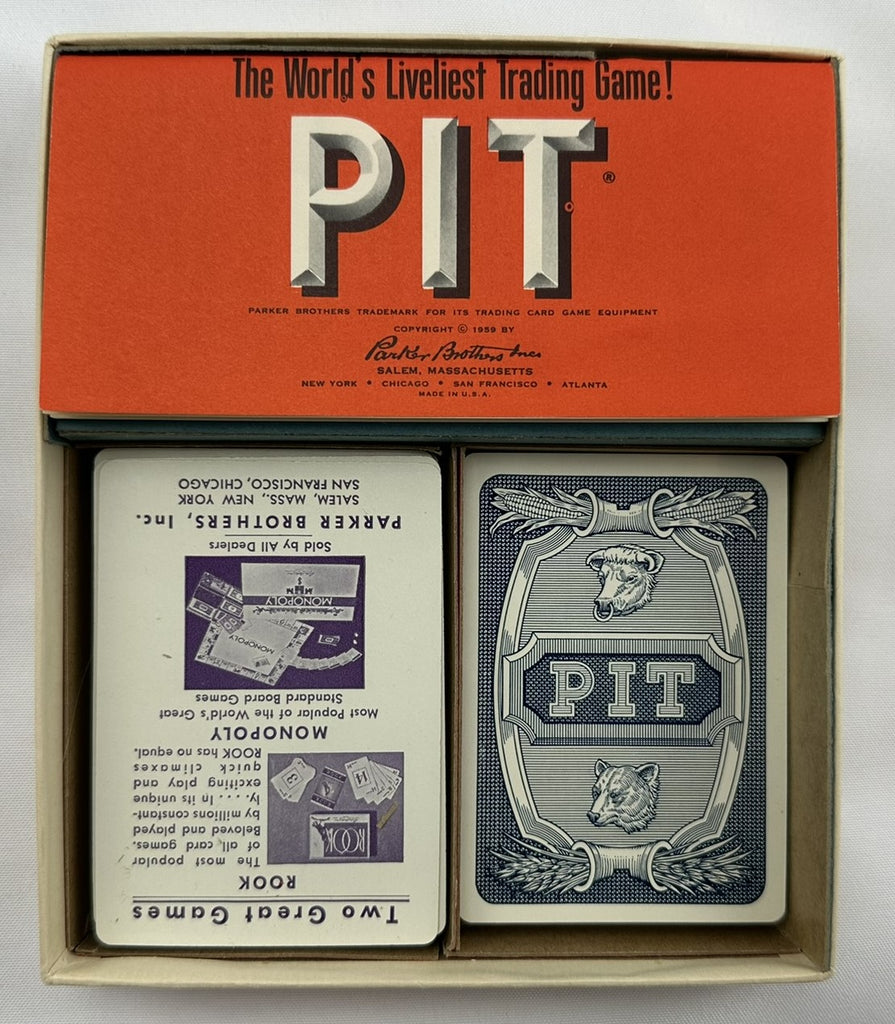 The World's Liveliest Trading Game!
PIT®
PARKER BROTHERS TRADEMARK FOR ITS TRADING CARD GAME EQUIPMENT
COPYRIGHT © 1959 BY
Parker Brothers Inc
SALEM, MASSACHUSETTS
NEW YORK • CHICAGO • SAN FRANCISCO • ATLANTA
MADE IN U.S.A.
Two Great Games
ROOK
The most popular
of all card games.
Beloved and played
by millions constant-
ly. . . . In its unique
exciting play and
quick climaxes
ROOK has no equal.
ROOK
14
MONOPOLY
Most Popular of the World's Great
Standard Board Games
MONOPOLY
MONOPOLY
Sold by All Dealers
PARKER BROTHERS, Inc.
SALEM, MASS., NEW YORK
SAN FRANCISCO, CHICAGO
PIT